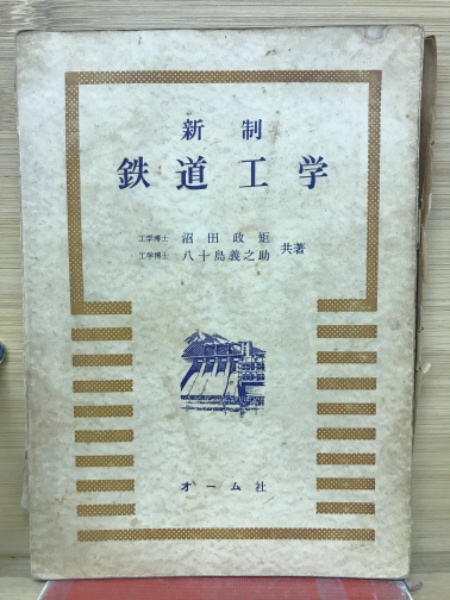 新制
鉄道工学
工学博士 沼田政矩
工学博士 八十島義之助 共著
オーム社